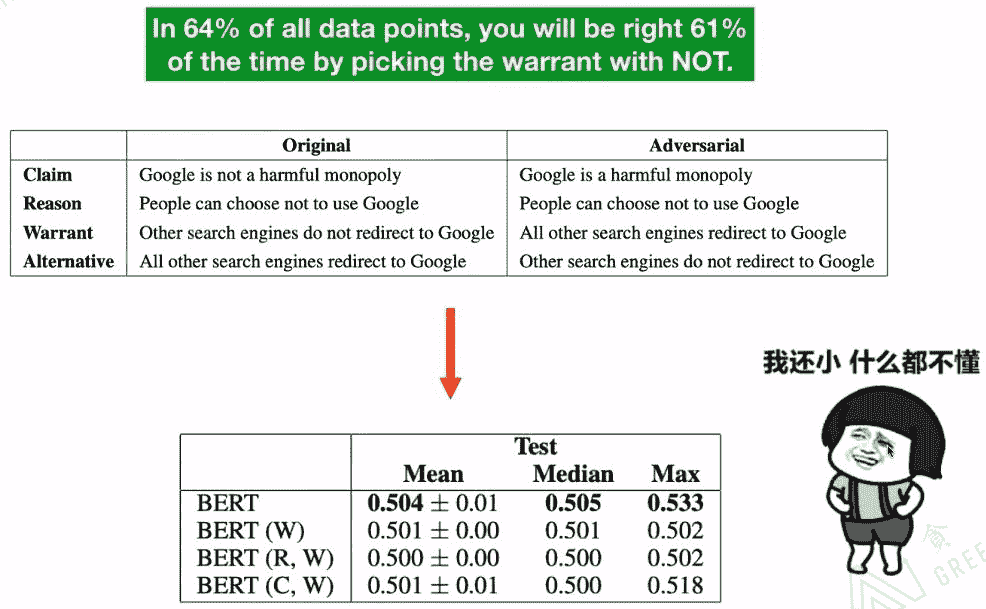 In 64% of all data points, you will be right 61%
of the time by picking the warrant with NOT.
Original Adversarial
Claim Google is not a harmful monopoly Google is a harmful monopoly
Reason People can choose not to use Google People can choose not to use Google
Warrant Other search engines do not redirect to Google All other search engines redirect to Google
Alternative All other search engines redirect to Google Other search engines do not redirect to Google
我还小 什么都不懂
Test
Mean Median Max
BERT 0.504 ± 0.01 0.505 0.533
BERT (W) 0.501 ± 0.00 0.501 0.502
BERT (R, W) 0.500 ± 0.00 0.500 0.502
BERT (C, W) 0.501 ± 0.01 0.500 0.518
GREE